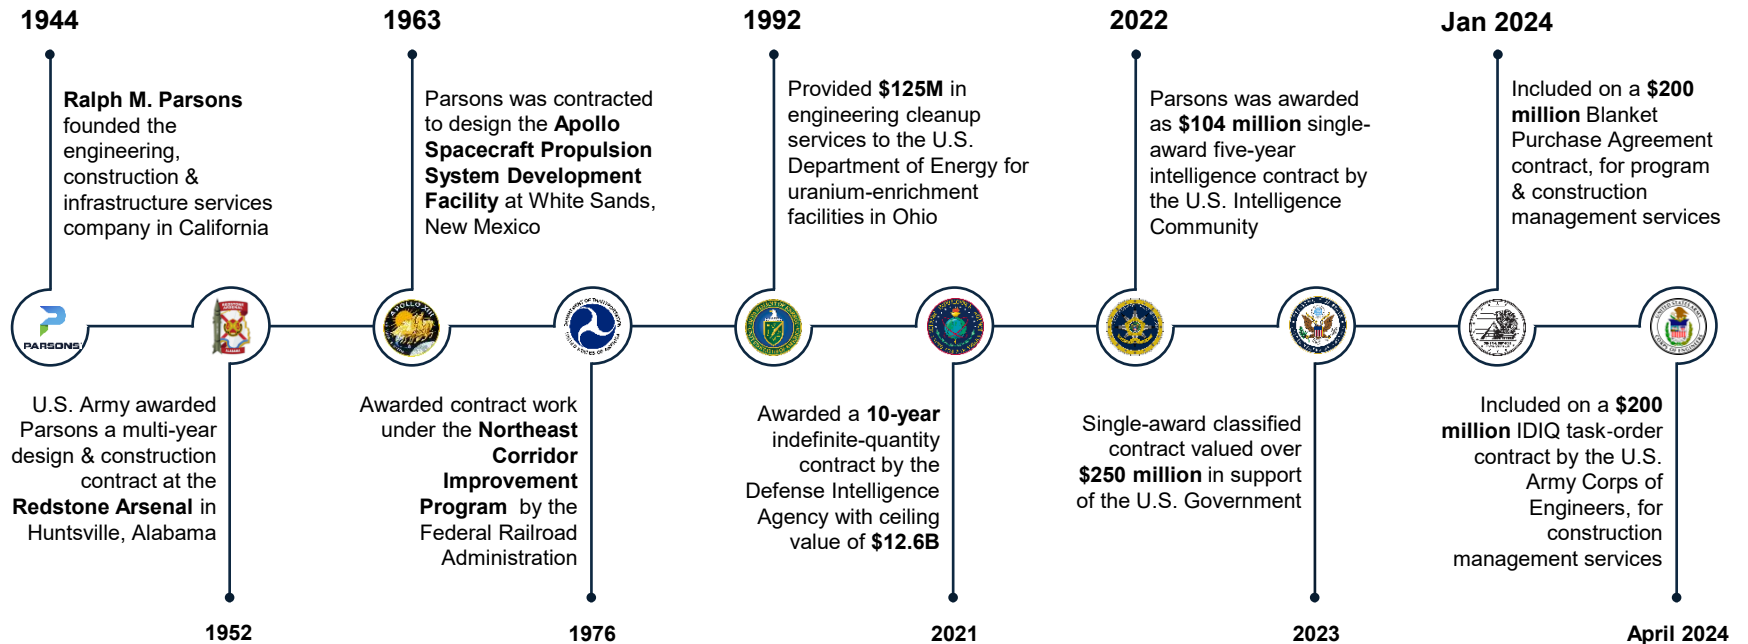 1944
1963
1992
2022
Jan 2024
Ralph M. Parsons
founded the
engineering,
construction &
infrastructure services
company in California
Parsons was contracted
to design the Apollo
Spacecraft Propulsion
System Development
Facility at White Sands,
New Mexico
Provided $125M in
engineering cleanup
services to the U.S.
Department of Energy for
uranium-enrichment
facilities in Ohio
Parsons was awarded
as $104 million single-
award five-year
intelligence contract by
the U.S. Intelligence
Community
Included on a $200
million Blanket
Purchase Agreement
contract, for program
& construction
management services
PARSONS
APOLLO XIII
U.S. Army awarded
Parsons a multi-year
design & construction
contract at the
Redstone Arsenal in
Huntsville, Alabama
Awarded contract work
under the Northeast
Corridor
Improvement
Program by the
Federal Railroad
Administration
Awarded a 10-year
indefinite-quantity
contract by the
Defense Intelligence
Agency with ceiling
value of $12.6B
Single-award classified
contract valued over
$250 million in support
of the U.S. Government
Included on a $200
million IDIQ task-order
contract by the U.S.
Army Corps of
Engineers, for
construction
management services
1952
1976
2021
2023
April 2024